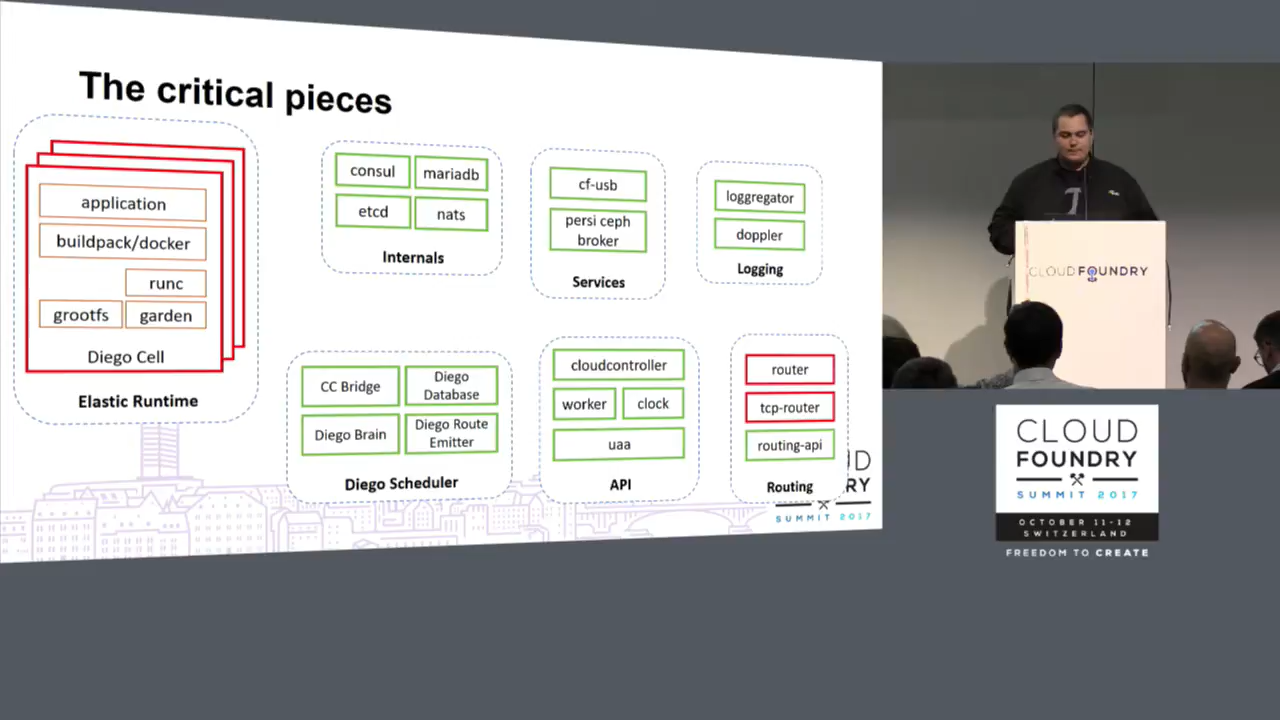 The critical pieces
application
buildpack/docker
runc
grootfs
garden
Diego Cell
Elastic Runtime
consul
mariadb
etcd
nats
Internals
cf-usb
persi ceph
broker
Services
loggregator
doppler
Logging
CC Bridge
Diego
Database
Diego Brain
Diego Route
Emitter
Diego Scheduler
cloudcontroller
worker
clock
uaa
API
router
tcp-router
routing-api
Routing
SUMMIT 2017
CLOUD FOUNDRY
CLOUD
FOUNDRY
SUMMIT 2017
OCTOBER 11-12
SWITZERLAND
FREEDOM TO CREATE